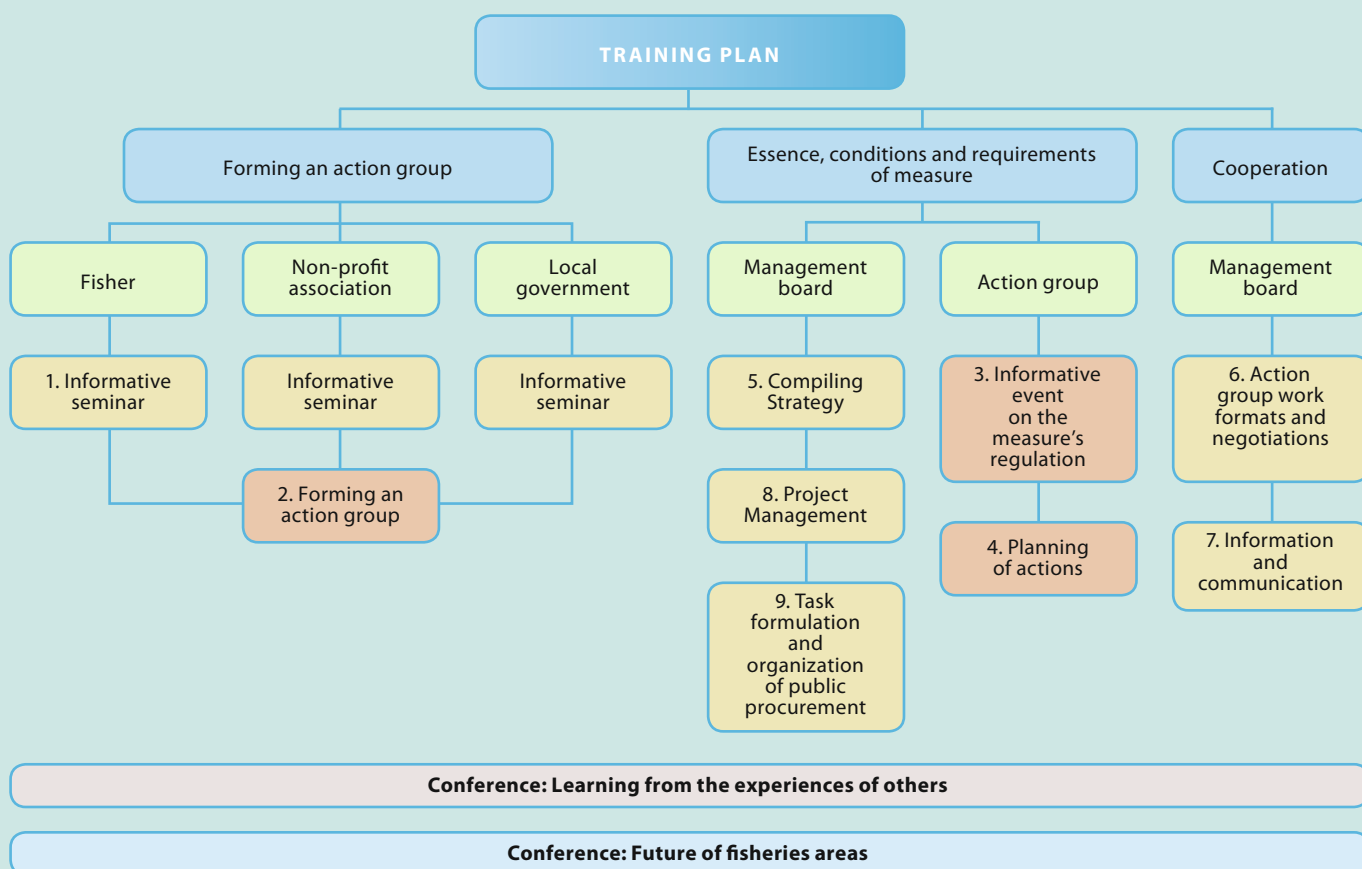 TRAINING PLAN
Forming an action group
Essence, conditions and requirements
of measure
Cooperation
Fisher
Non-profit
association
Local
government
Management
board
Action group
Management
board
1. Informative
seminar
Informative
seminar
Informative
seminar
5. Compiling
Strategy
3. Informative
event
on the
measure’s
regulation
6. Action
group work
formats and
negotiations
2. Forming an
action group
8. Project
Management
4. Planning
of actions
7. Information
and
communication
9. Task
formulation
and
organization
of public
procurement
Conference: Learning from the experiences of others
Conference: Future of fisheries areas